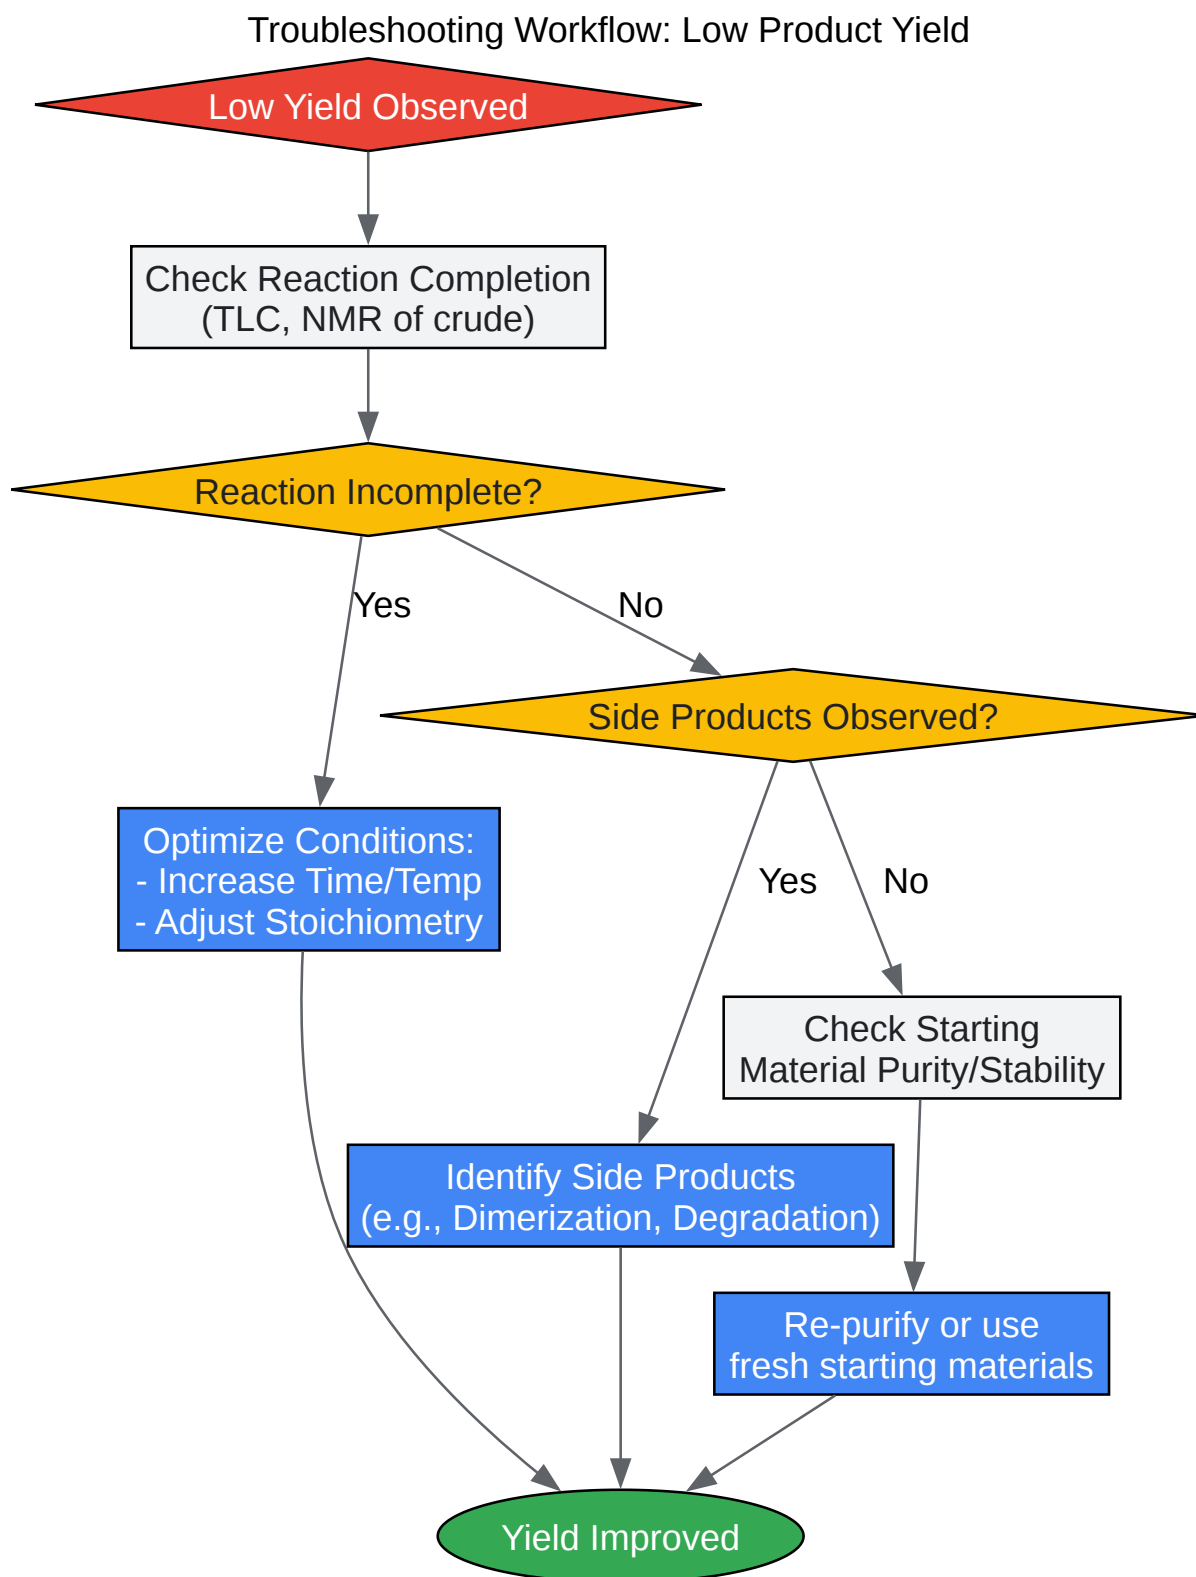 Troubleshooting Workflow: Low Product Yield
Low Yield Observed
Check Reaction Completion
(TLC, NMR of crude)
Reaction Incomplete?
Yes
No
Side Products Observed?
Optimize Conditions:
- Increase Time/Temp
- Adjust Stoichiometry
Yes
No
Check Starting
Material Purity/Stability
Identify Side Products
(e.g., Dimerization, Degradation)
Re-purify or use
fresh starting materials
Yield Improved